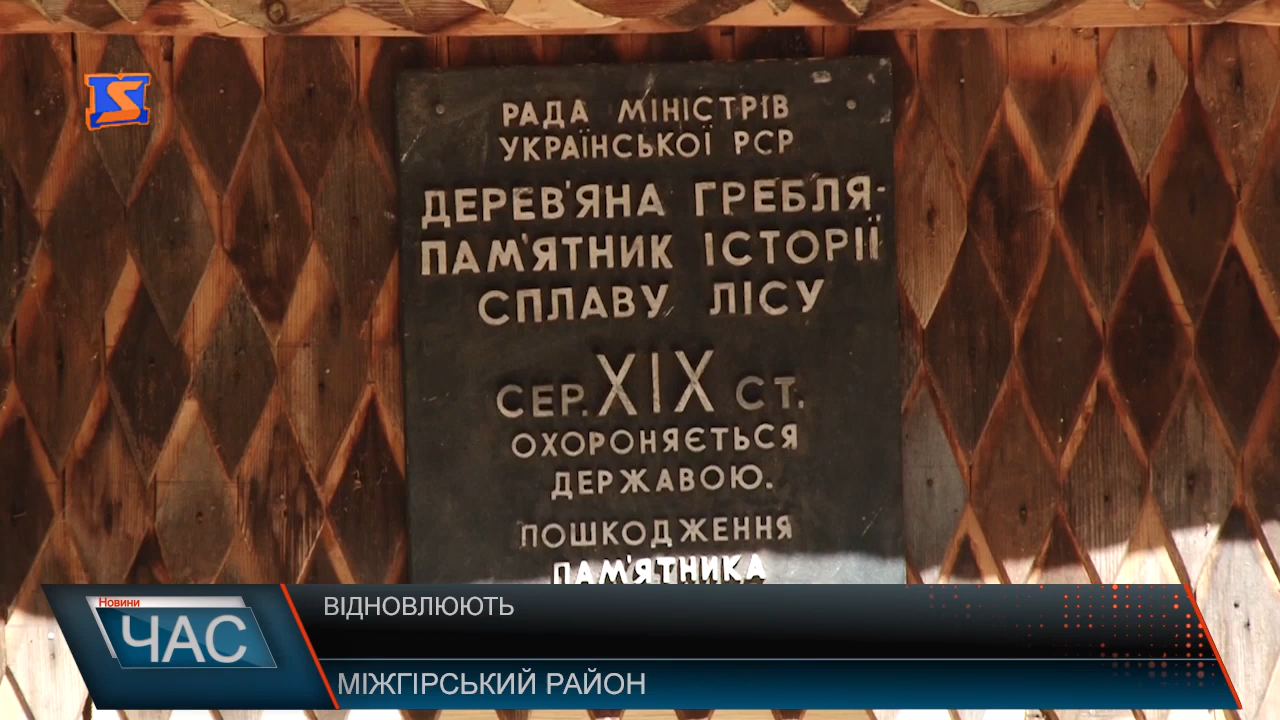 РАДА МІНІСТРІВ
УКРАЇНСЬКОЇ РСР
ДЕРЕВ'ЯНА ГРЕБЛЯ-
ПАМ'ЯТНИК ІСТОРІЇ
СПЛАВУ ЛІСУ
СЕР. XIX СТ.
ОХОРОНЯЄТЬСЯ
ДЕРЖАВОЮ.
ПОШКОДЖЕННЯ
ПАМ'ЯТНИКА
Новини
ЧАС
ВІДНОВЛЮЮТЬ
МІЖГІРСЬКИЙ РАЙОН